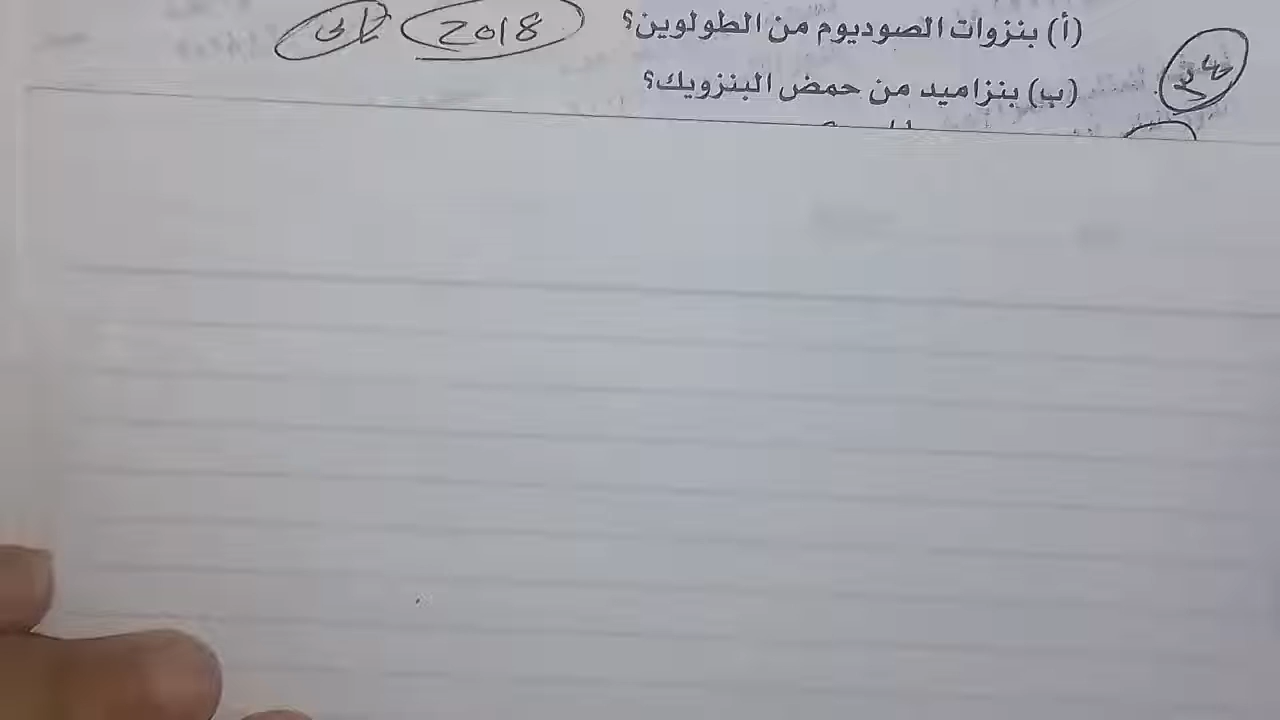 (أ) بنزوات الصوديوم من الطولوين؟ 2018
(ب) بنزاميد من حمض البنزويك؟